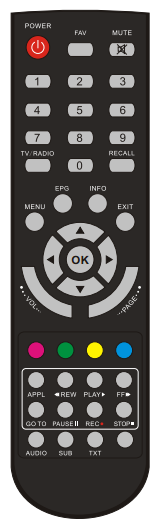 POWER
FAV
MUTE
1 2 3
4 5 6
7 8 9
TV/RADIO
0
RECALL
EPG INFO
MENU EXIT
OK
VOL
PAGE
APPL REW PLAY FF
GO TO PAUSE REC STOP
AUDIO SUB TXT